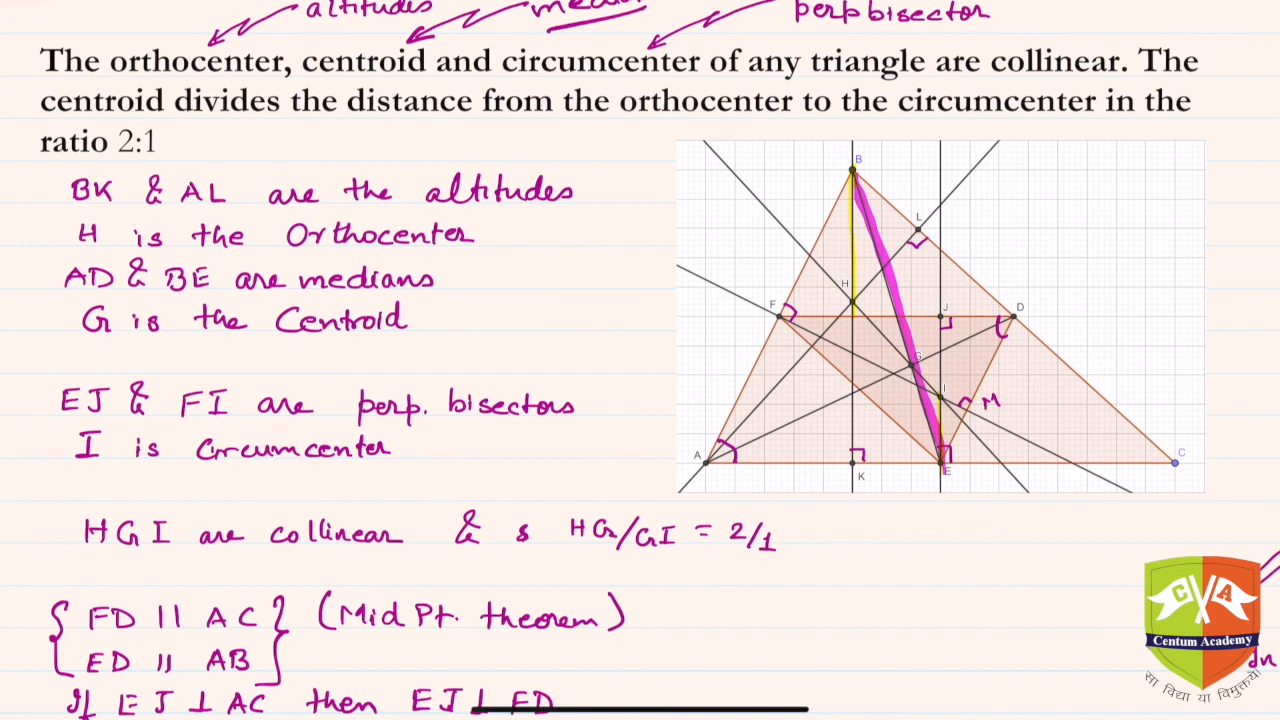 altitudes
perp bisector
The orthocenter, centroid and circumcenter of any triangle are collinear. The
centroid divides the distance from the orthocenter to the circumcenter in the
ratio 2:1
BK & AL are the altitudes
H is the Orthocenter
AD & BE are medians
G is the Centroid
EJ & FI are perp. bisectors
I is Circumcenter
HGI are collinear & s HG/GI = 2/1
{ FD || AC } (Mid Pt. theorem)
ED || AB
If EJ ⊥ AC then EJ ⊥ FD
B
L
H
F
J
D
G
I
M
A
K
E
C
C A
Centum Academy
सा विद्या या विमुक्तये